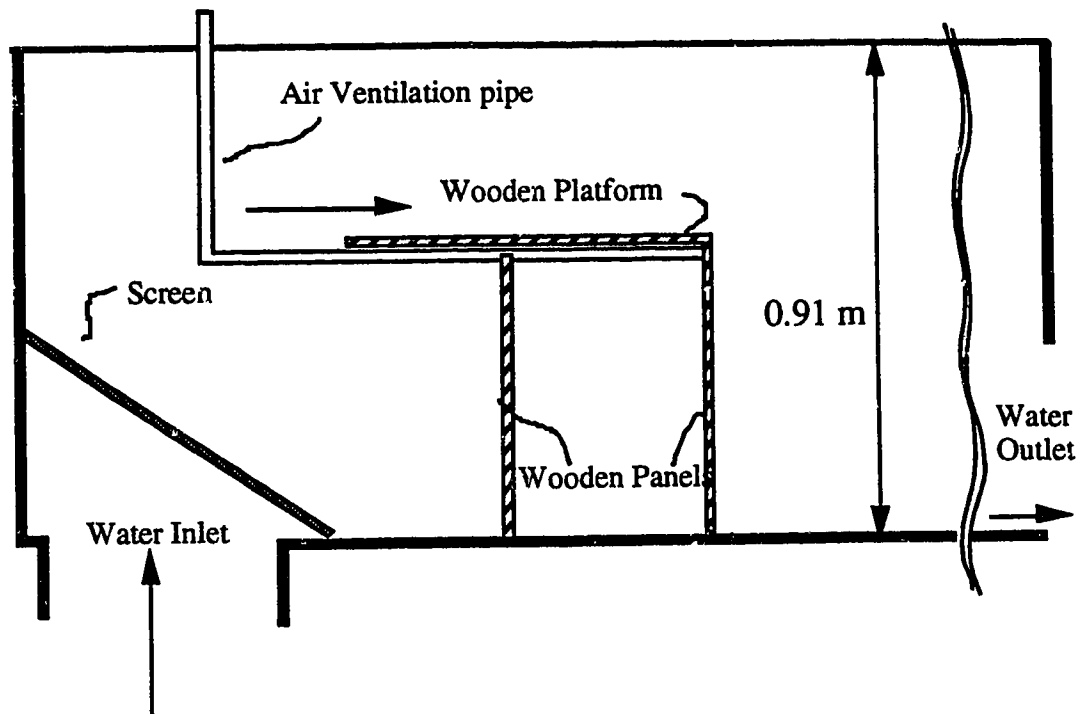 Air Ventilation pipe
Wooden Platform
Screen
0.91 m
Water
Outlet
Wooden Panels
Water Inlet